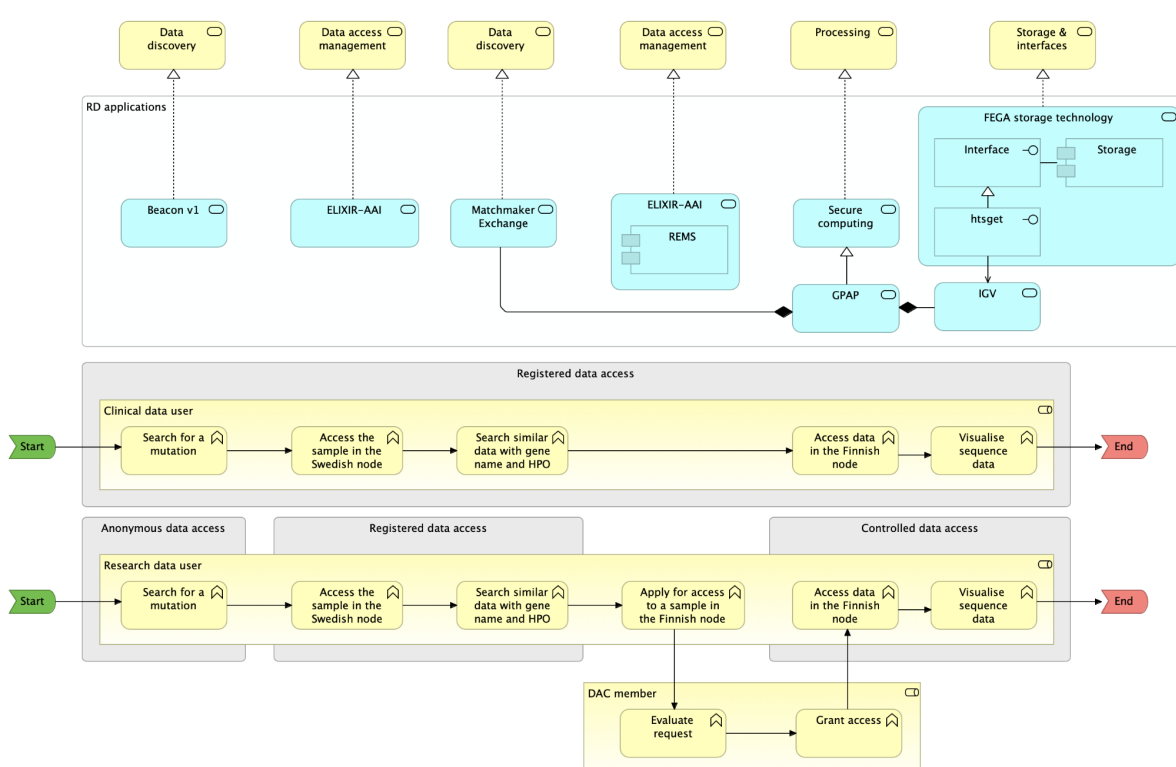 Data
discovery
Data access
management
Data
discovery
Data access
management
Processing
Storage &
interfaces
RD applications
FEGA storage technology
Interface
Storage
htsget
Beacon v1
ELIXIR-AAI
Matchmaker
Exchange
ELIXIR-AAI
REMS
Secure
computing
GPAP
IGV
Registered data access
Clinical data user
Start
Search for a
mutation
Access the
sample in the
Swedish node
Search similar
data with gene
name and HPO
Access data
in the Finnish
node
Visualise
sequence
data
End
Anonymous data access
Registered data access
Controlled data access
Research data user
Start
Search for a
mutation
Access the
sample in the
Swedish node
Search similar
data with gene
name and HPO
Apply for access
to a sample in
the Finnish node
Access data
in the Finnish
node
Visualise
sequence
data
End
DAC member
Evaluate
request
Grant access